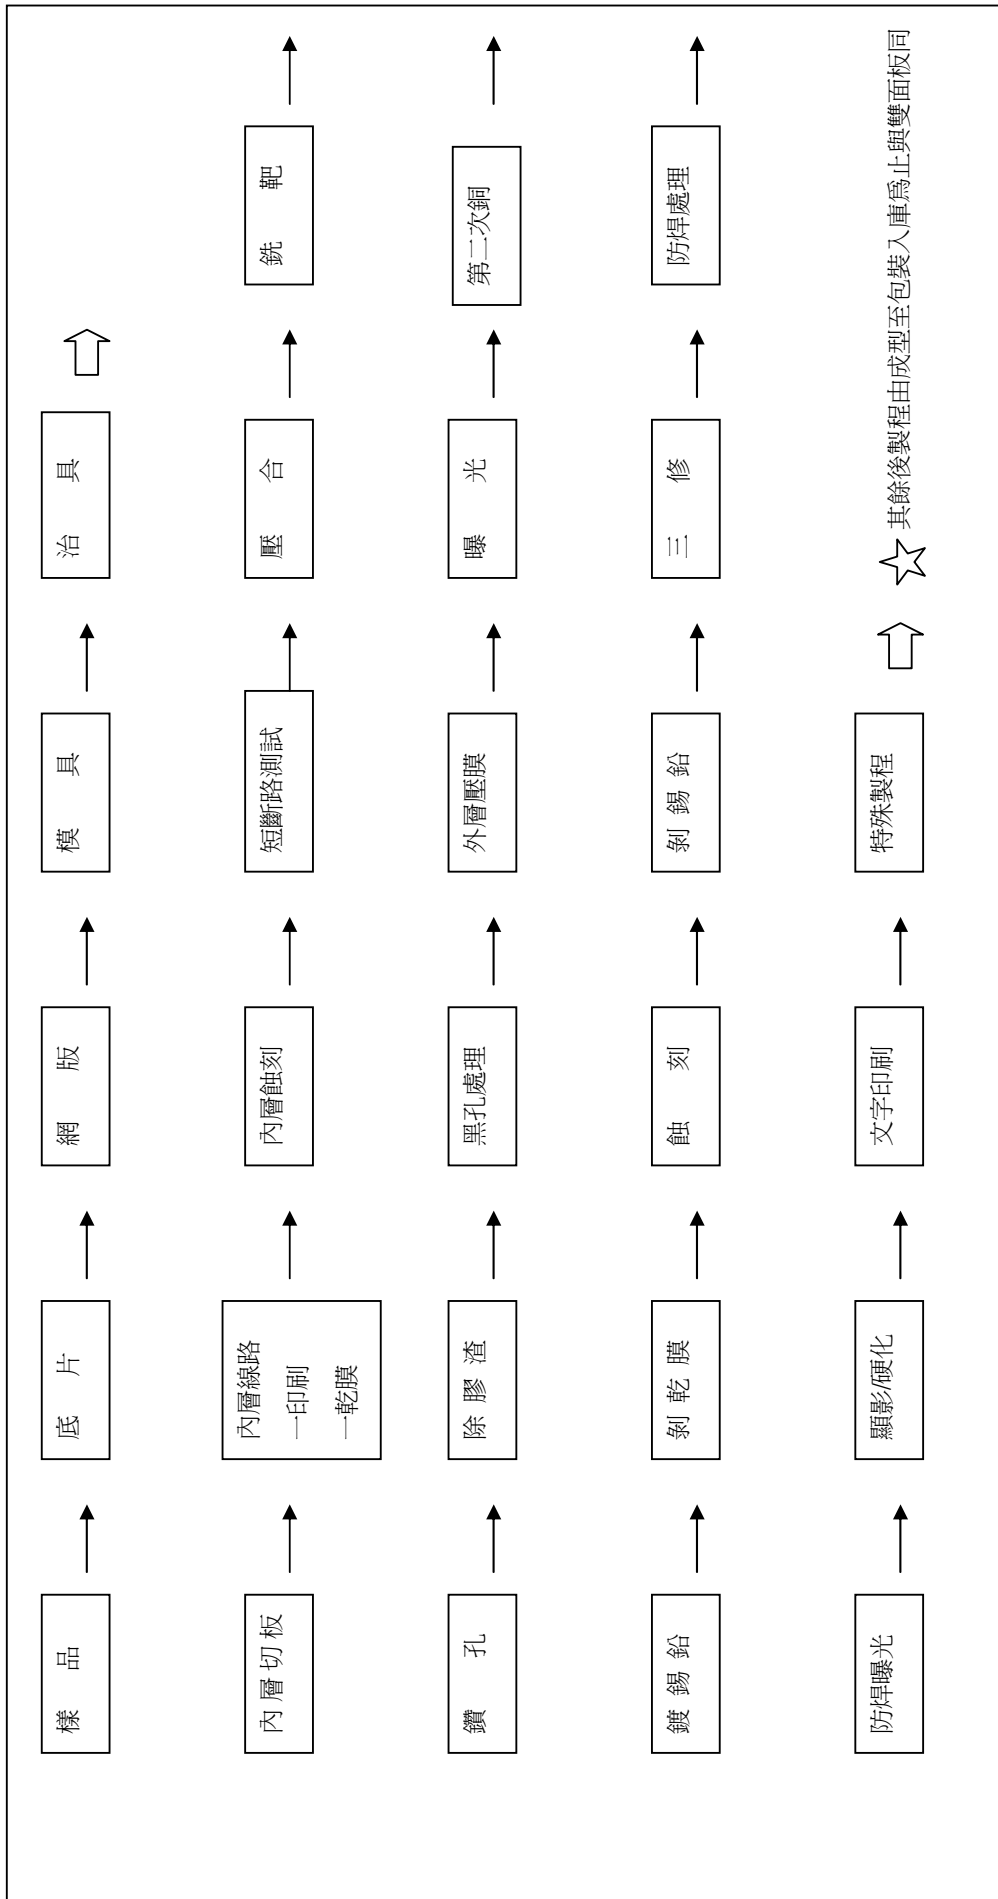 樣品
底片
網版
模具
治具
內層切板
內層線路
一印刷
一乾膜
內層蝕刻
短斷路測試
壓合
銑靶
鑽孔
除膠渣
黑孔處理
外層壓膜
曝光
第二次銅
鍍錫鉛
剝乾膜
蝕刻
剝錫鉛
三修
防焊處理
防焊曝光
顯影/硬化
文字印刷
特殊製程
其餘後製程由成型至包裝入庫爲止與雙面板同